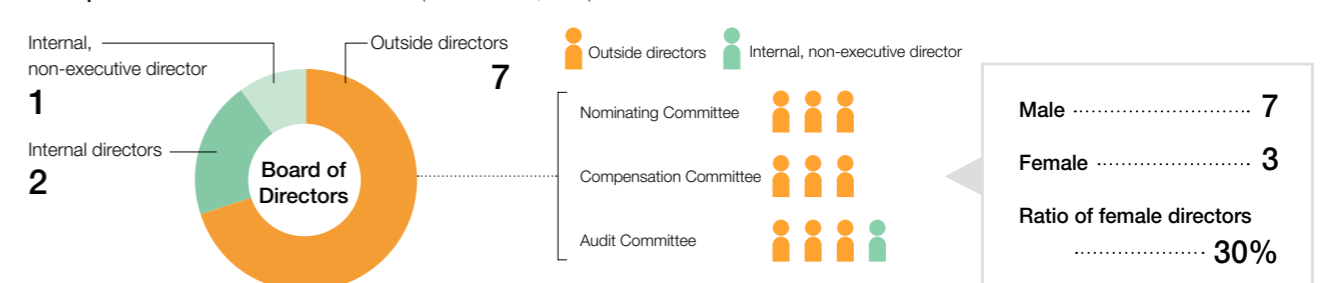 Internal,
non-executive director
1
Internal directors
2
Outside directors
7
Board of
Directors
Outside directors
Internal, non-executive director
Nominating Committee
Compensation Committee
Audit Committee
Male 7
Female 3
Ratio of female directors
30%